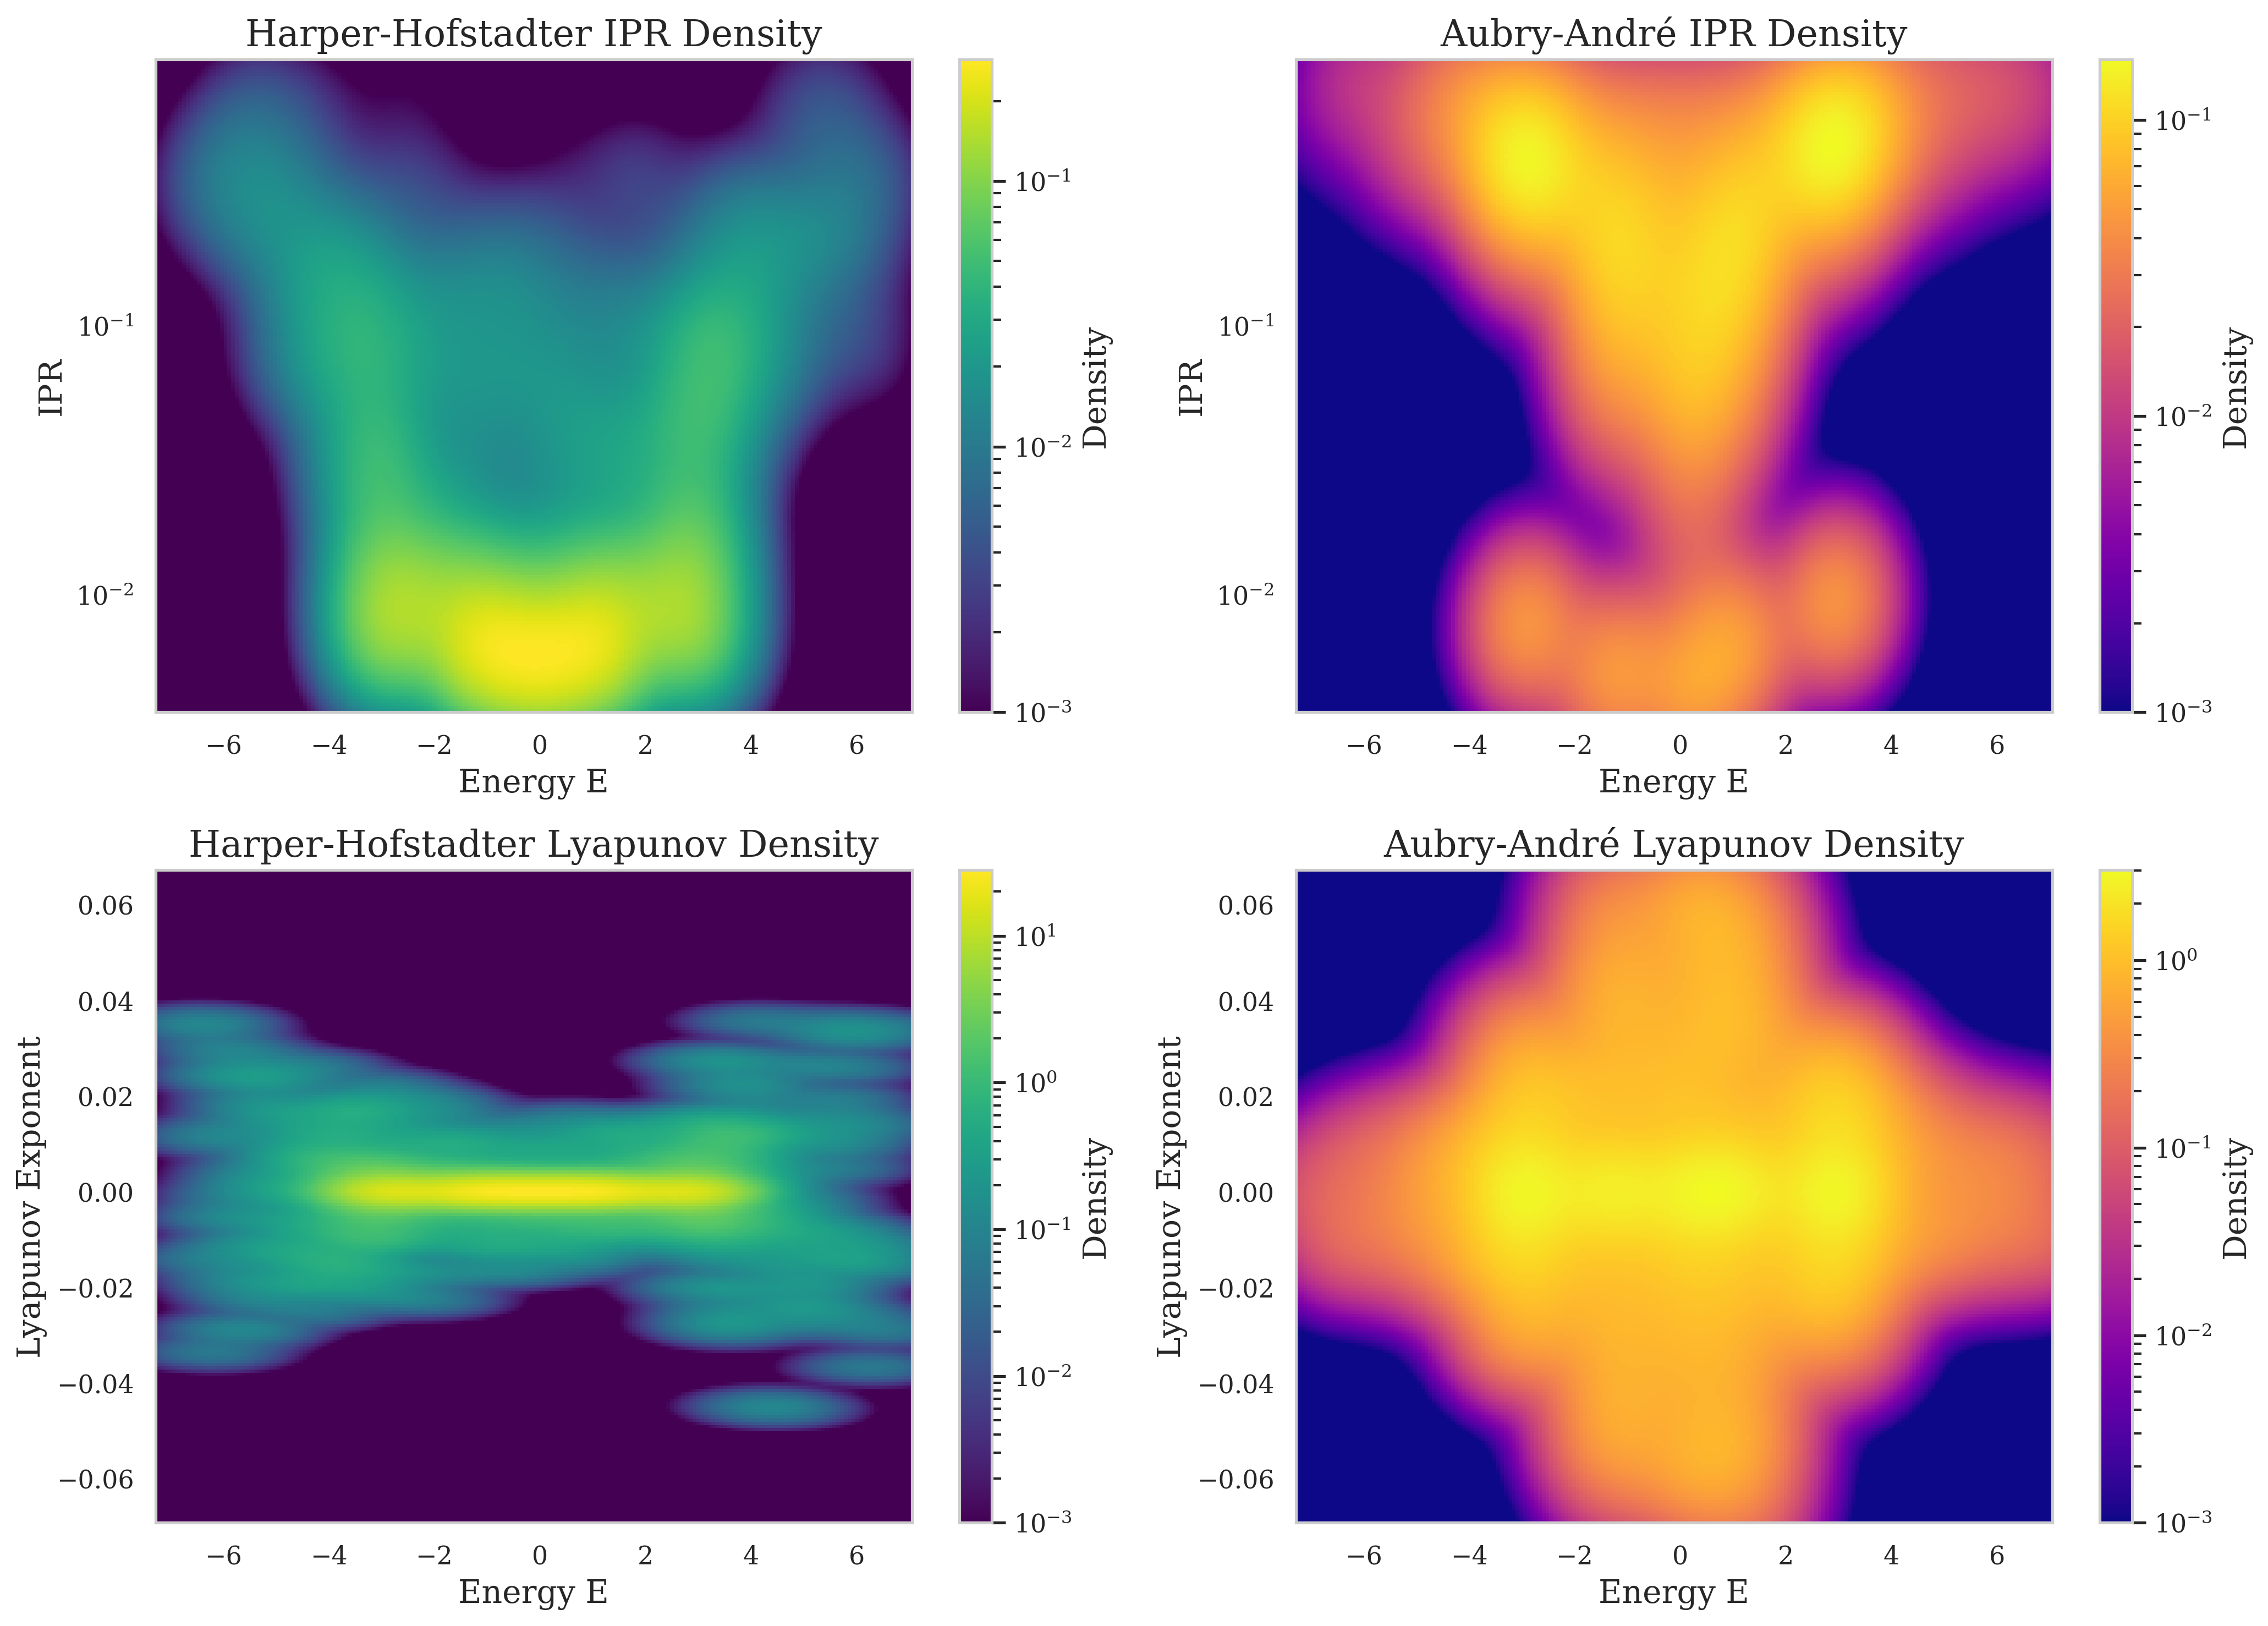 Harper-Hofstadter IPR Density
IPR
10⁻¹
10⁻²
−6 −4 −2 0 2 4 6
Energy E
10⁻¹
10⁻²
10⁻³
Density
Aubry-André IPR Density
IPR
10⁻¹
10⁻²
−6 −4 −2 0 2 4 6
Energy E
10⁻¹
10⁻²
10⁻³
Density
Harper-Hofstadter Lyapunov Density
Lyapunov Exponent
0.06
0.04
0.02
0.00
−0.02
−0.04
−0.06
−6 −4 −2 0 2 4 6
Energy E
10¹
10⁰
10⁻¹
10⁻²
10⁻³
Density
Aubry-André Lyapunov Density
Lyapunov Exponent
0.06
0.04
0.02
0.00
−0.02
−0.04
−0.06
−6 −4 −2 0 2 4 6
Energy E
10⁰
10⁻¹
10⁻²
10⁻³
Density